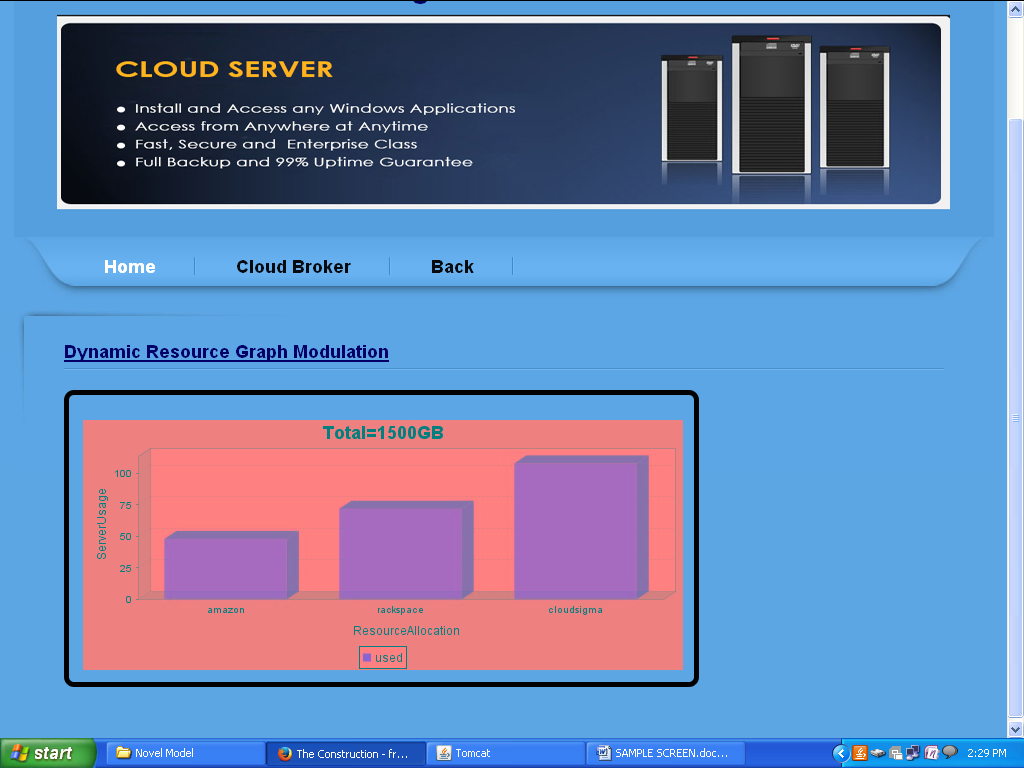 CLOUD SERVER
● Install and Access any Windows Applications
● Access from Anywhere at Anytime
● Fast, Secure and Enterprise Class
● Full Backup and 99% Uptime Guarantee
Home Cloud Broker Back
Dynamic Resource Graph Modulation
Total=1500GB
ServerUsage
100
75
50
25
0
amazon rackspace cloudsigma
ResourceAllocation
used
start Novel Model The Construction - fr... Tomcat SAMPLE SCREEN.doc... 2:29 PM